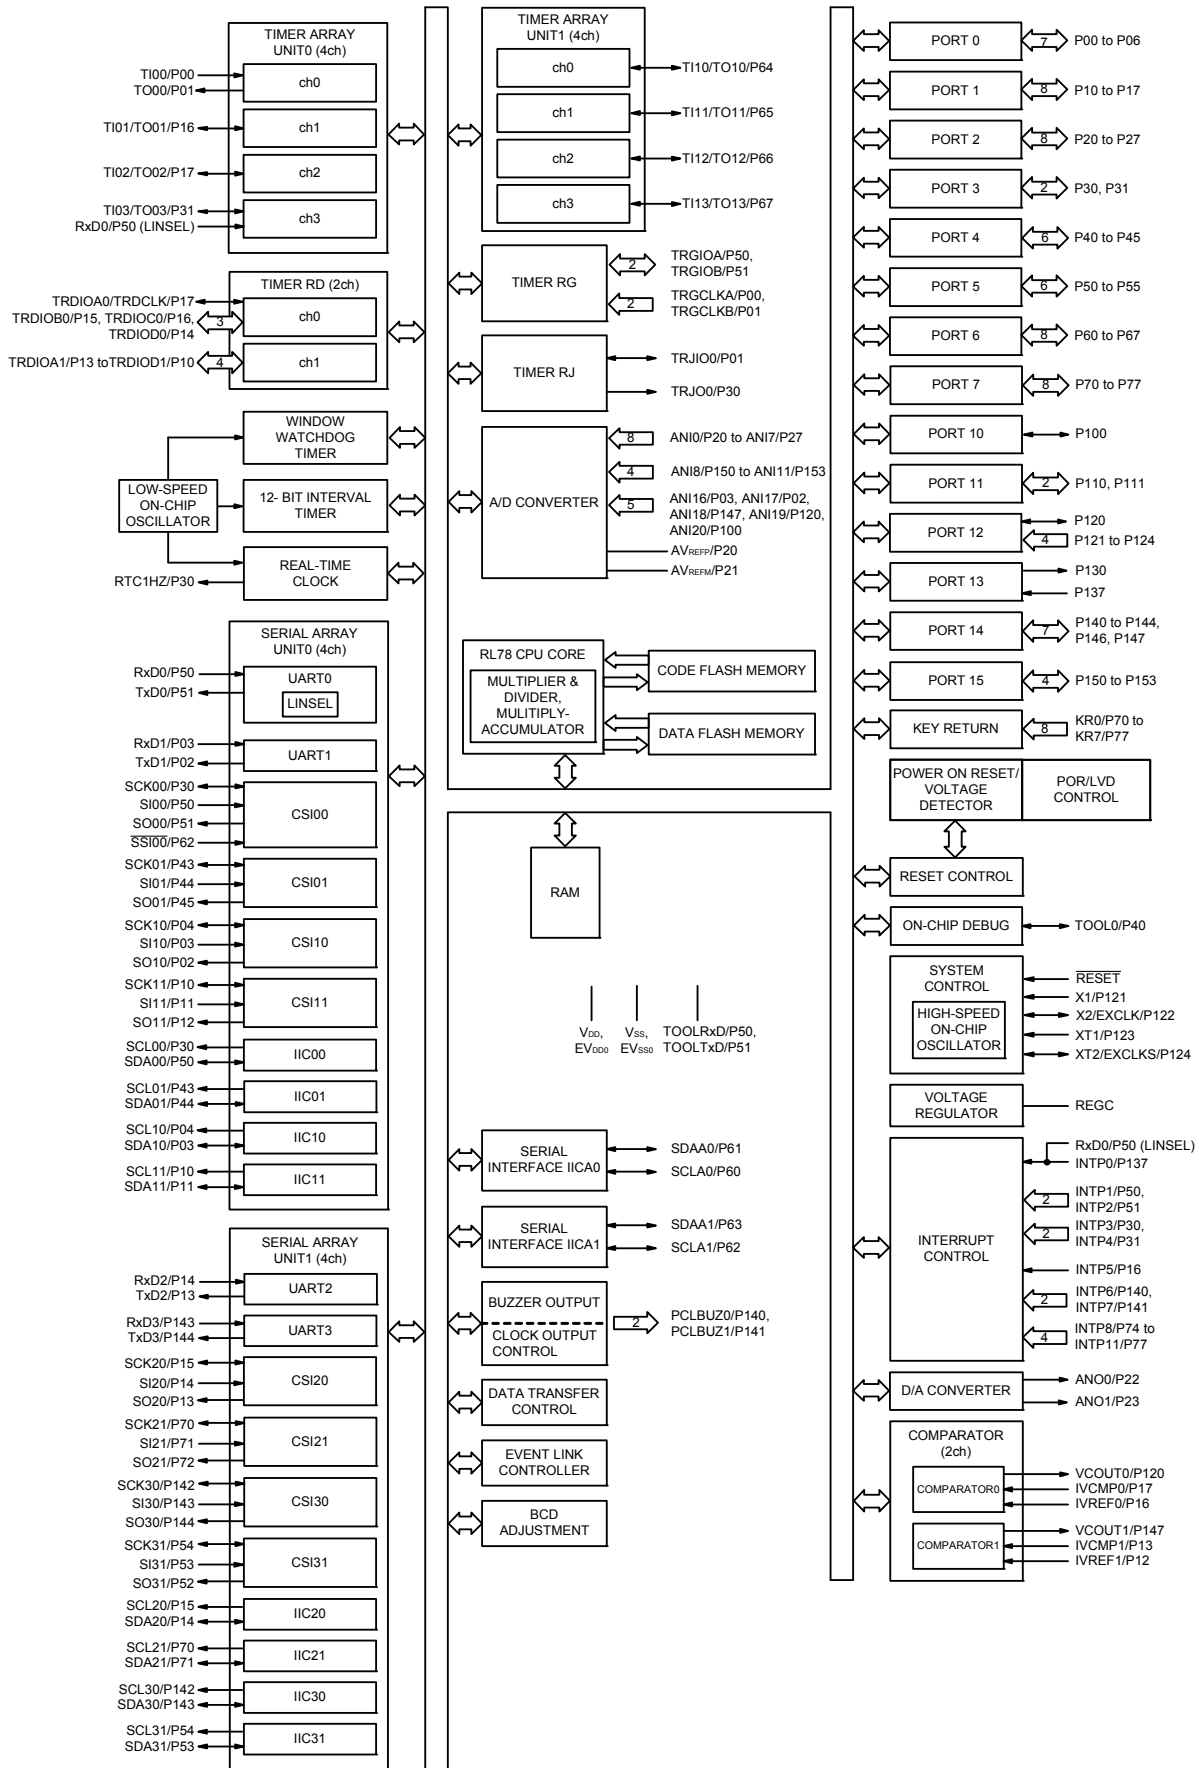 TIMER ARRAY
UNIT0 (4ch)
TI00/P00
TO00/P01
ch0
TI01/TO01/P16
ch1
TI02/TO02/P17
ch2
TI03/TO03/P31
RxD0/P50 (LINSEL)
ch3
TIMER RD (2ch)
TRDIOA0/TRDCLK/P17
TRDIOB0/P15, TRDIOC0/P16,
TRDIOD0/P14
3
ch0
TRDIOA1/P13 toTRDIOD1/P10
4
ch1
WINDOW
WATCHDOG
TIMER
LOW-SPEED
ON-CHIP
OSCILLATOR
12- BIT INTERVAL
TIMER
RTC1HZ/P30
REAL-TIME
CLOCK
SERIAL ARRAY
UNIT0 (4ch)
RxD0/P50
TxD0/P51
UART0
LINSEL
RxD1/P03
TxD1/P02
UART1
SCK00/P30
SI00/P50
SO00/P51
SSI00/P62
CSI00
SCK01/P43
SI01/P44
SO01/P45
CSI01
SCK10/P04
SI10/P03
SO10/P02
CSI10
SCK11/P10
SI11/P11
SO11/P12
CSI11
SCL00/P30
SDA00/P50
IIC00
SCL01/P43
SDA01/P44
IIC01
SCL10/P04
SDA10/P03
IIC10
SCL11/P10
SDA11/P11
IIC11
SERIAL ARRAY
UNIT1 (4ch)
RxD2/P14
TxD2/P13
UART2
RxD3/P143
TxD3/P144
UART3
SCK20/P15
SI20/P14
SO20/P13
CSI20
SCK21/P70
SI21/P71
SO21/P72
CSI21
SCK30/P142
SI30/P143
SO30/P144
CSI30
SCK31/P54
SI31/P53
SO31/P52
CSI31
SCL20/P15
SDA20/P14
IIC20
SCL21/P70
SDA21/P71
IIC21
SCL30/P142
SDA30/P143
IIC30
SCL31/P54
SDA31/P53
IIC31
TIMER ARRAY
UNIT1 (4ch)
ch0
TI10/TO10/P64
ch1
TI11/TO11/P65
ch2
TI12/TO12/P66
ch3
TI13/TO13/P67
TIMER RG
2
TRGIOA/P50,
TRGIOB/P51
2
TRGCLKA/P00,
TRGCLKB/P01
TIMER RJ
TRJIO0/P01
TRJO0/P30
A/D CONVERTER
8
ANI0/P20 to ANI7/P27
4
ANI8/P150 to ANI11/P153
5
ANI16/P03, ANI17/P02,
ANI18/P147, ANI19/P120,
ANI20/P100
AVREFP/P20
AVREFM/P21
RL78 CPU CORE
MULTIPLIER &
DIVIDER,
MULITIPLY-
ACCUMULATOR
CODE FLASH MEMORY
DATA FLASH MEMORY
RAM
VDD,
EVDD0
VSS,
EVSS0
TOOLRxD/P50,
TOOLTxD/P51
SERIAL
INTERFACE IICA0
SDAA0/P61
SCLA0/P60
SERIAL
INTERFACE IICA1
SDAA1/P63
SCLA1/P62
BUZZER OUTPUT
CLOCK OUTPUT
CONTROL
2
PCLBUZ0/P140,
PCLBUZ1/P141
DATA TRANSFER
CONTROL
EVENT LINK
CONTROLLER
BCD
ADJUSTMENT
PORT 0
7
P00 to P06
PORT 1
8
P10 to P17
PORT 2
8
P20 to P27
PORT 3
2
P30, P31
PORT 4
6
P40 to P45
PORT 5
6
P50 to P55
PORT 6
8
P60 to P67
PORT 7
8
P70 to P77
PORT 10
P100
PORT 11
2
P110, P111
PORT 12
P120
4
P121 to P124
PORT 13
P130
P137
PORT 14
7
P140 to P144,
P146, P147
PORT 15
4
P150 to P153
KEY RETURN
8
KR0/P70 to
KR7/P77
POWER ON RESET/
VOLTAGE
DETECTOR
POR/LVD
CONTROL
RESET CONTROL
ON-CHIP DEBUG
TOOL0/P40
SYSTEM
CONTROL
HIGH-SPEED
ON-CHIP
OSCILLATOR
RESET
X1/P121
X2/EXCLK/P122
XT1/P123
XT2/EXCLKS/P124
VOLTAGE
REGULATOR
REGC
INTERRUPT
CONTROL
RxD0/P50 (LINSEL)
INTP0/P137
2
INTP1/P50,
INTP2/P51
2
INTP3/P30,
INTP4/P31
INTP5/P16
2
INTP6/P140,
INTP7/P141
4
INTP8/P74 to
INTP11/P77
D/A CONVERTER
ANO0/P22
ANO1/P23
COMPARATOR
(2ch)
COMPARATOR0
VCOUT0/P120
IVCMP0/P17
IVREF0/P16
COMPARATOR1
VCOUT1/P147
IVCMP1/P13
IVREF1/P12